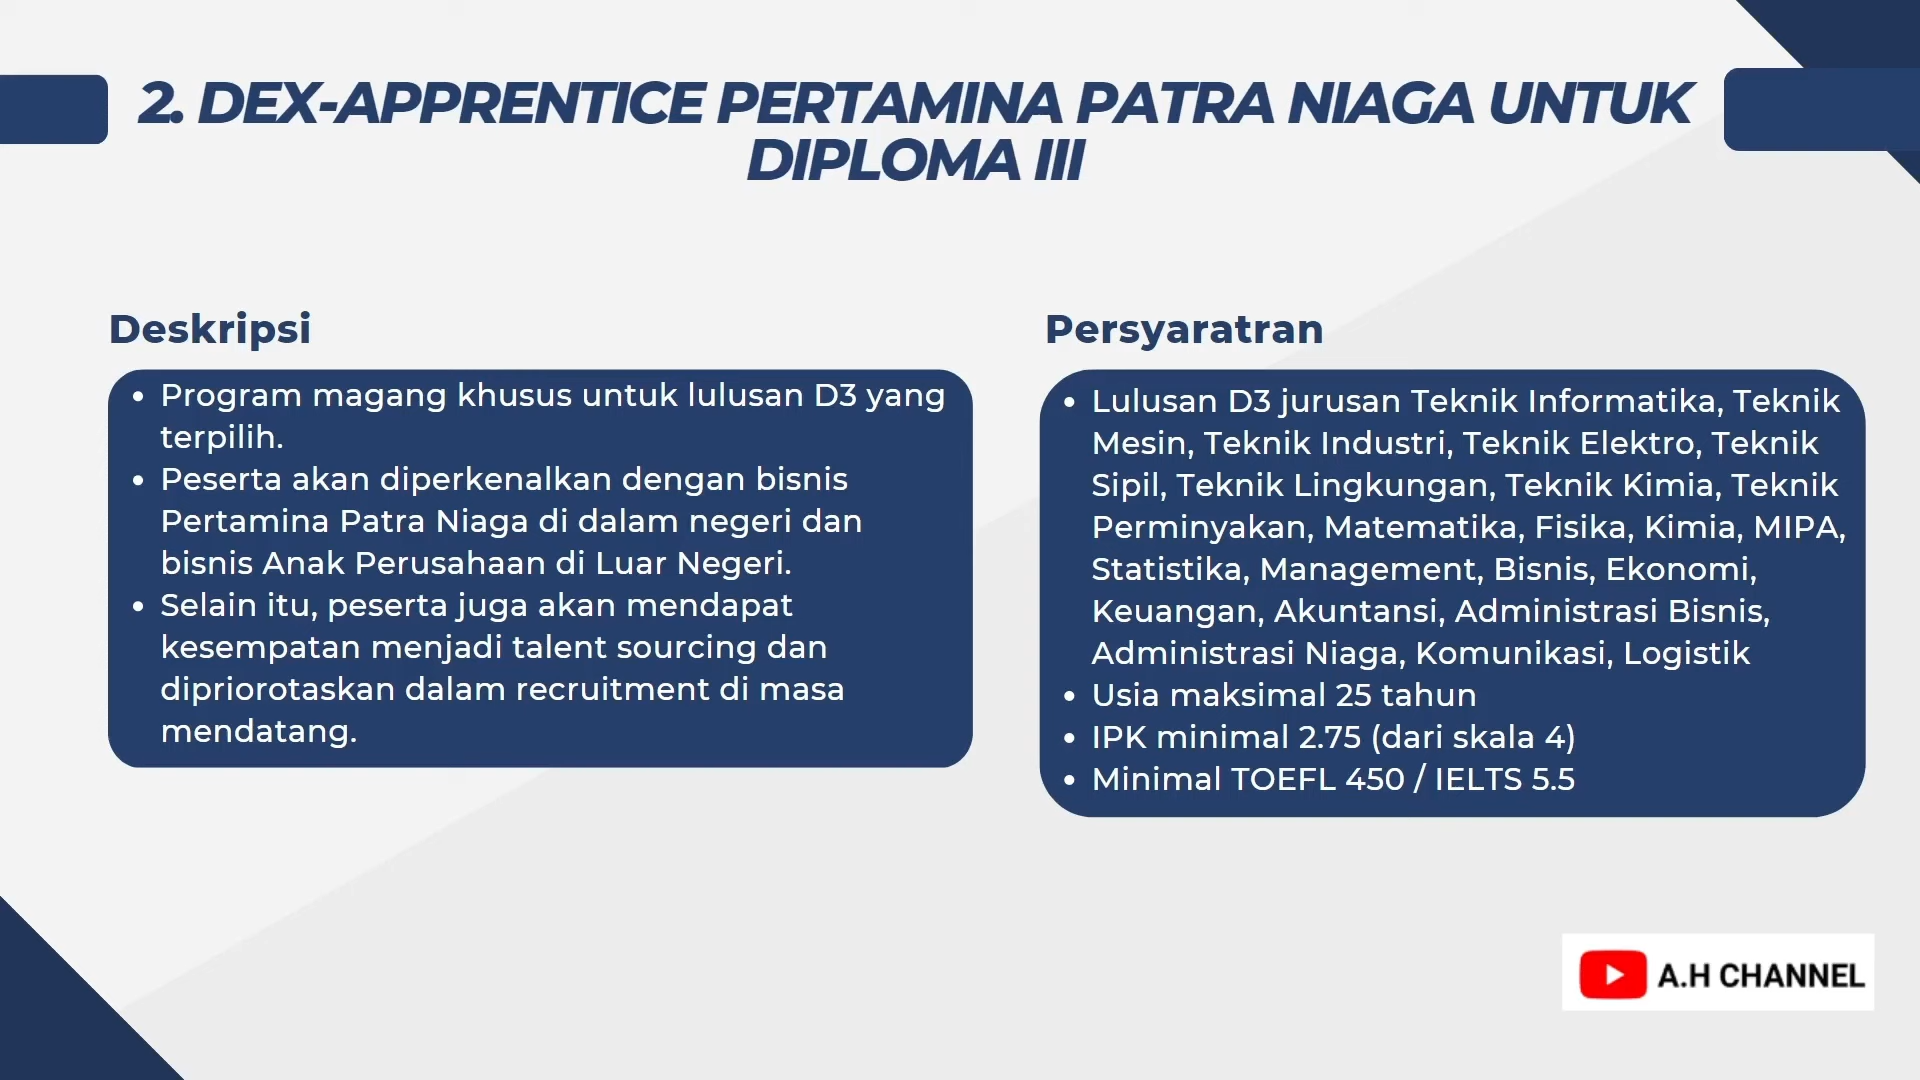 2. DEX-APPRENTICE PERTAMINA PATRA NIAGA UNTUK
DIPLOMA III
Deskripsi
• Program magang khusus untuk lulusan D3 yang
terpilih.
• Peserta akan diperkenalkan dengan bisnis
Pertamina Patra Niaga di dalam negeri dan
bisnis Anak Perusahaan di Luar Negeri.
• Selain itu, peserta juga akan mendapat
kesempatan menjadi talent sourcing dan
dipriorotaskan dalam recruitment di masa
mendatang.
Persyaratran
• Lulusan D3 jurusan Teknik Informatika, Teknik
Mesin, Teknik Industri, Teknik Elektro, Teknik
Sipil, Teknik Lingkungan, Teknik Kimia, Teknik
Perminyakan, Matematika, Fisika, Kimia, MIPA,
Statistika, Management, Bisnis, Ekonomi,
Keuangan, Akuntansi, Administrasi Bisnis,
Administrasi Niaga, Komunikasi, Logistik
• Usia maksimal 25 tahun
• IPK minimal 2.75 (dari skala 4)
• Minimal TOEFL 450 / IELTS 5.5
A.H CHANNEL